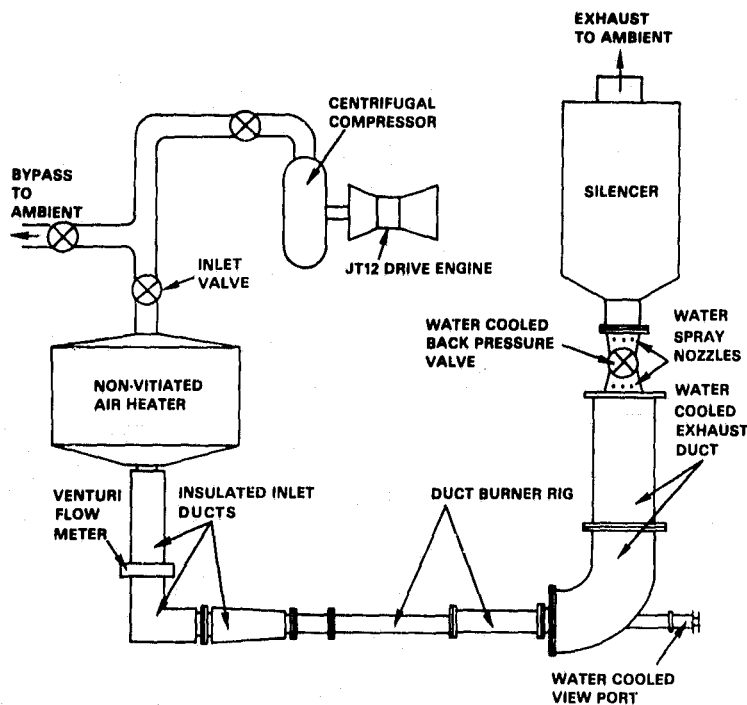 EXHAUST
TO AMBIENT
CENTRIFUGAL
COMPRESSOR
BYPASS
TO
AMBIENT
SILENCER
INLET
VALVE
JT12 DRIVE ENGINE
WATER COOLED
BACK PRESSURE
VALVE
WATER
SPRAY
NOZZLES
NON-VITIATED
AIR HEATER
WATER
COOLED
EXHAUST
DUCT
VENTURI
FLOW
METER
INSULATED INLET
DUCTS
DUCT BURNER RIG
WATER COOLED
VIEW PORT